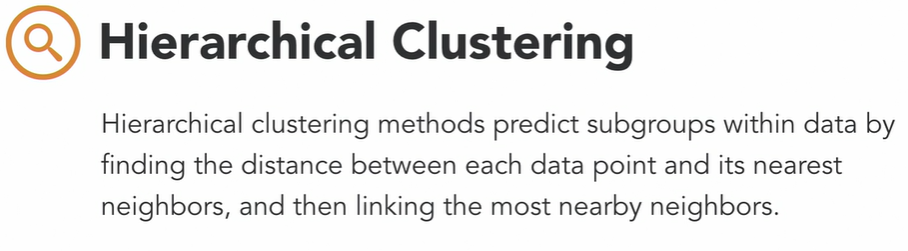 Hierarchical Clustering
Hierarchical clustering methods predict subgroups within data by
finding the distance between each data point and its nearest
neighbors, and then linking the most nearby neighbors.